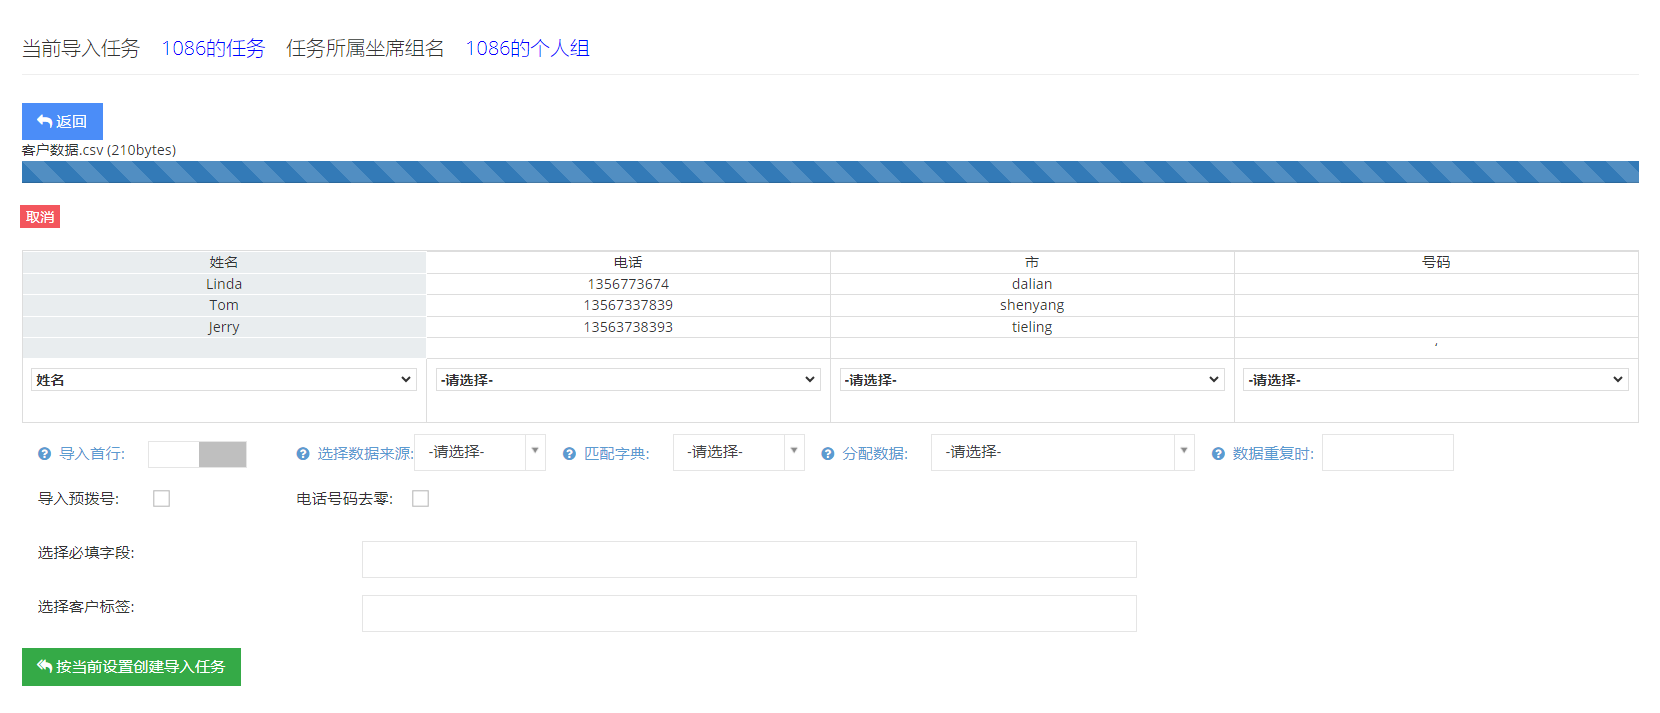 当前导入任务 1086的任务 任务所属坐席组名 1086的个人组
返回
客户数据.csv (210bytes)
取消
姓名 电话 市 号码
Linda 1356773674 dalian
Tom 13567337839 shenyang
Jerry 13563738393 tieling
‘
姓名 -请选择- -请选择- -请选择-
导入首行: 选择数据来源: -请选择- 匹配字典: -请选择- 分配数据: -请选择- 数据重复时:
导入预拨号: 电话号码去零:
选择必填字段:
选择客户标签:
按当前设置创建导入任务